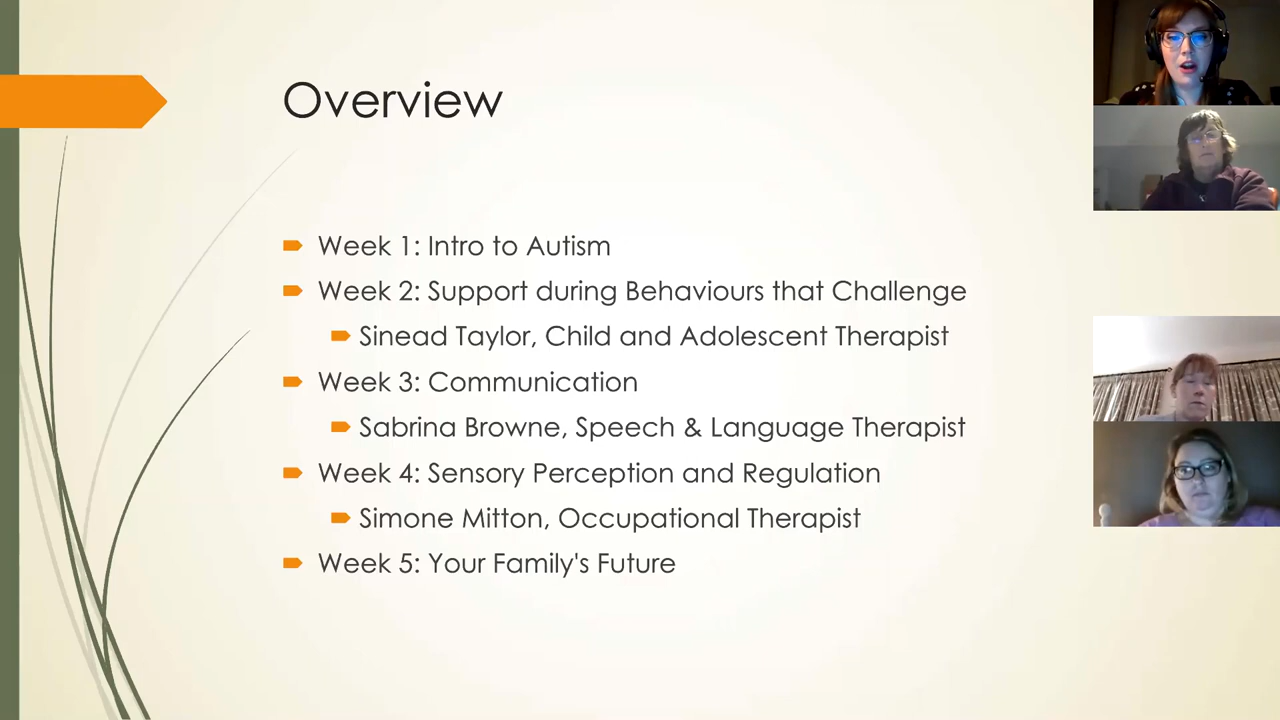 Overview
Week 1: Intro to Autism
Week 2: Support during Behaviours that Challenge
Sinead Taylor, Child and Adolescent Therapist
Week 3: Communication
Sabrina Browne, Speech & Language Therapist
Week 4: Sensory Perception and Regulation
Simone Mitton, Occupational Therapist
Week 5: Your Family's Future